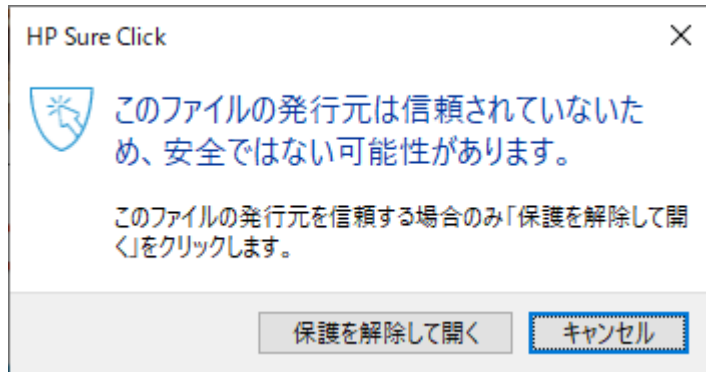 HP Sure Click
このファイルの発行元は信頼されていないた
め、安全ではない可能性があります。
このファイルの発行元を信頼する場合のみ「保護を解除して開
く」をクリックします。
保護を解除して開く
キャンセル